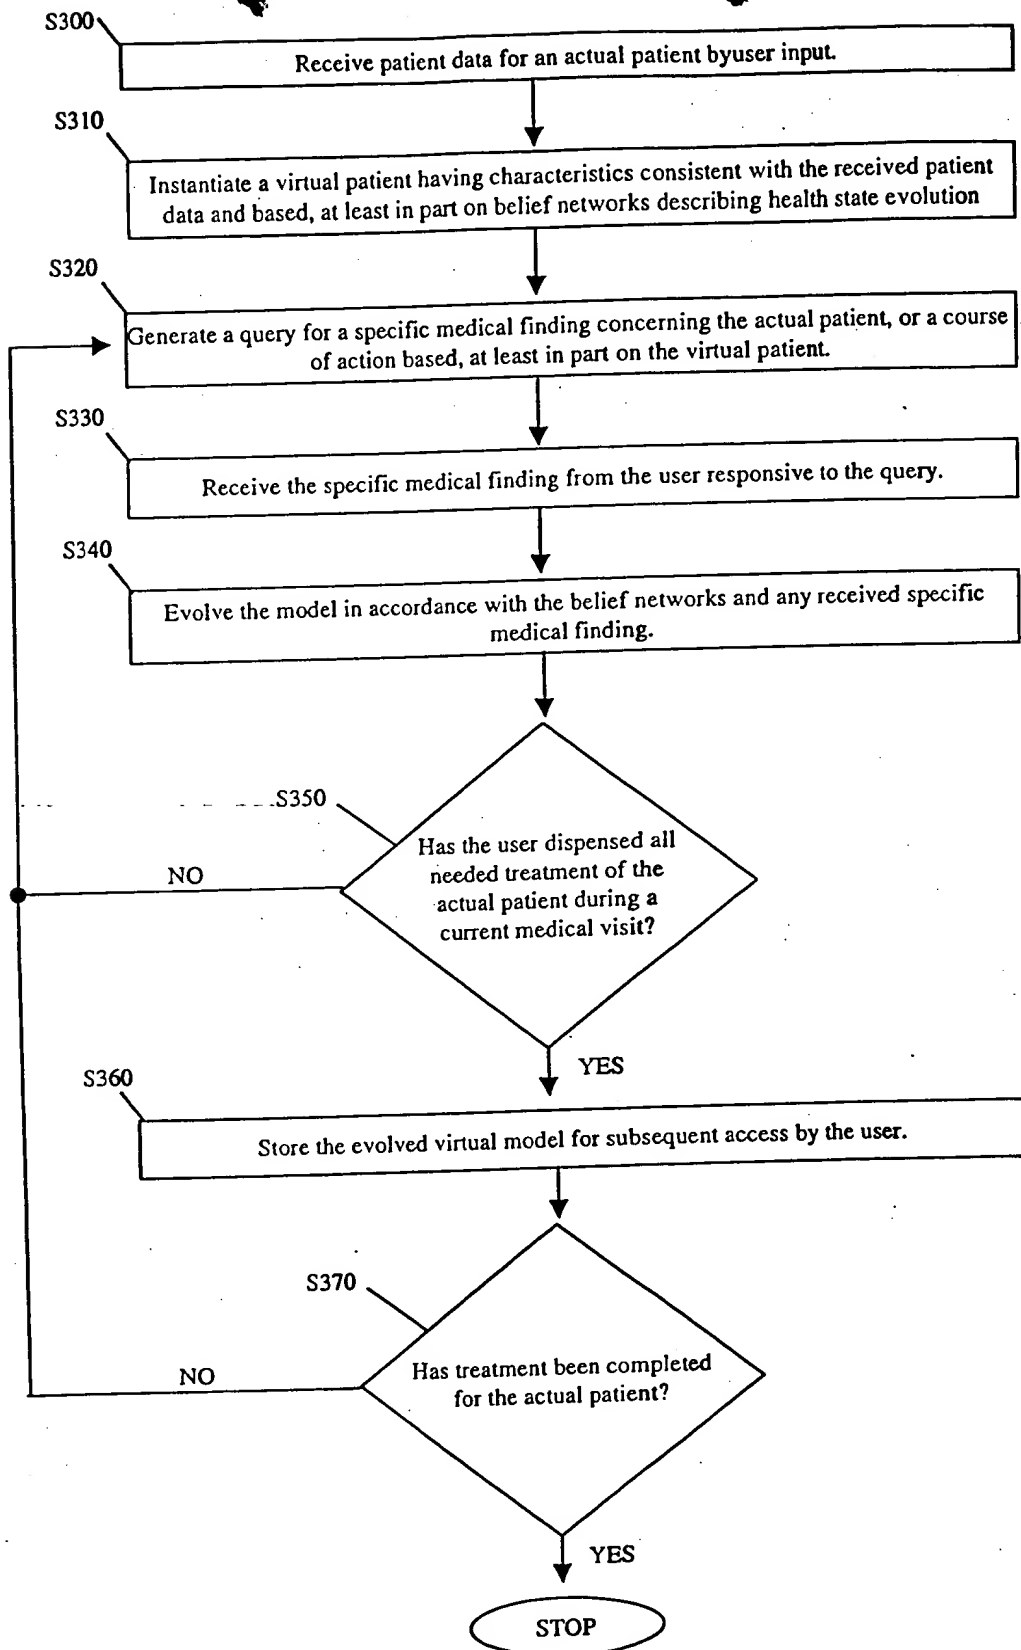 S300
Receive patient data for an actual patient byuser input.
S310
Instantiate a virtual patient having characteristics consistent with the received patient
data and based, at least in part on belief networks describing health state evolution
S320
Generate a query for a specific medical finding concerning the actual patient, or a course
of action based, at least in part on the virtual patient.
S330
Receive the specific medical finding from the user responsive to the query.
S340
Evolve the model in accordance with the belief networks and any received specific
medical finding.
S350
Has the user dispensed all
needed treatment of the
actual patient during a
current medical visit?
NO
YES
S360
Store the evolved virtual model for subsequent access by the user.
S370
Has treatment been completed
for the actual patient?
NO
YES
STOP